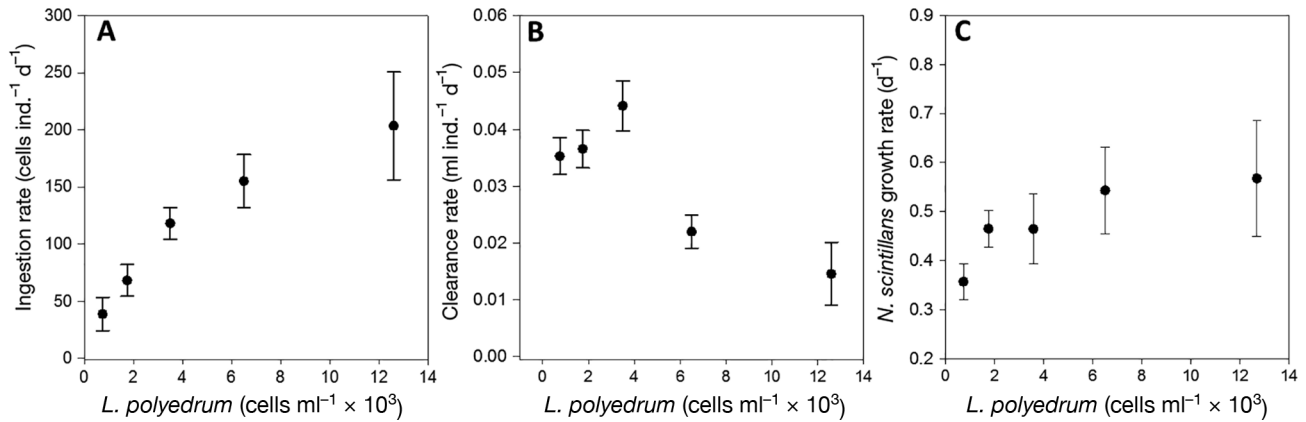 A
Ingestion rate (cells ind.⁻¹ d⁻¹)
300
250
200
150
100
50
0
0 2 4 6 8 10 12 14
L. polyedrum (cells ml⁻¹ × 10³)
B
Clearance rate (ml ind.⁻¹ d⁻¹)
0.06
0.05
0.04
0.03
0.02
0.01
0.00
0 2 4 6 8 10 12 14
L. polyedrum (cells ml⁻¹ × 10³)
C
N. scintillans growth rate (d⁻¹)
0.9
0.8
0.7
0.6
0.5
0.4
0.3
0.2
0 2 4 6 8 10 12 14
L. polyedrum (cells ml⁻¹ × 10³)